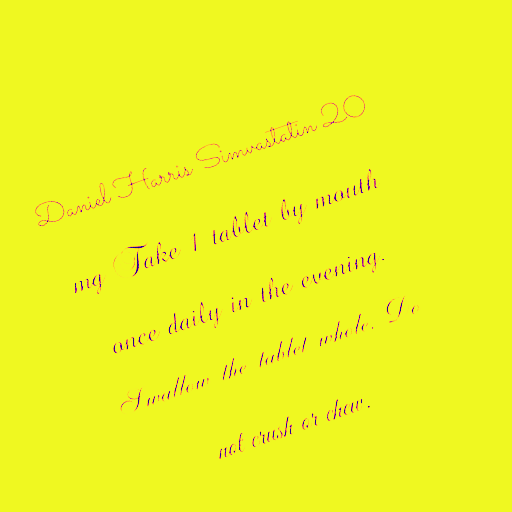 Daniel Harris Simvastatin 20
mg Take 1 tablet by mouth
once daily in the evening.
Swallow the tablet whole. Do
not crush or chew.